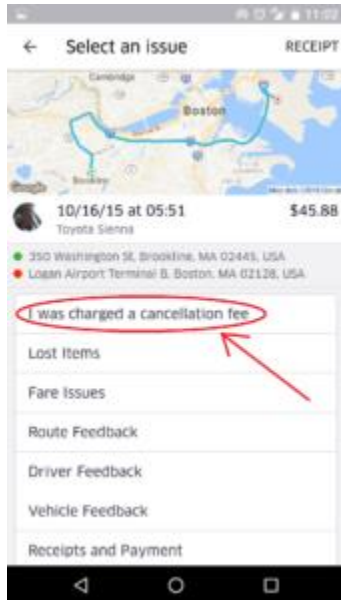 11:02
Select an issue
RECEIPT
Cambridge
Boston
Brookline
Google
10/16/15 at 05:51
$45.88
Toyota Sienna
350 Washington St, Brookline, MA 02445, USA
Logan Airport Terminal B, Boston, MA 02128, USA
I was charged a cancellation fee
Lost Items
Fare Issues
Route Feedback
Driver Feedback
Vehicle Feedback
Receipts and Payment